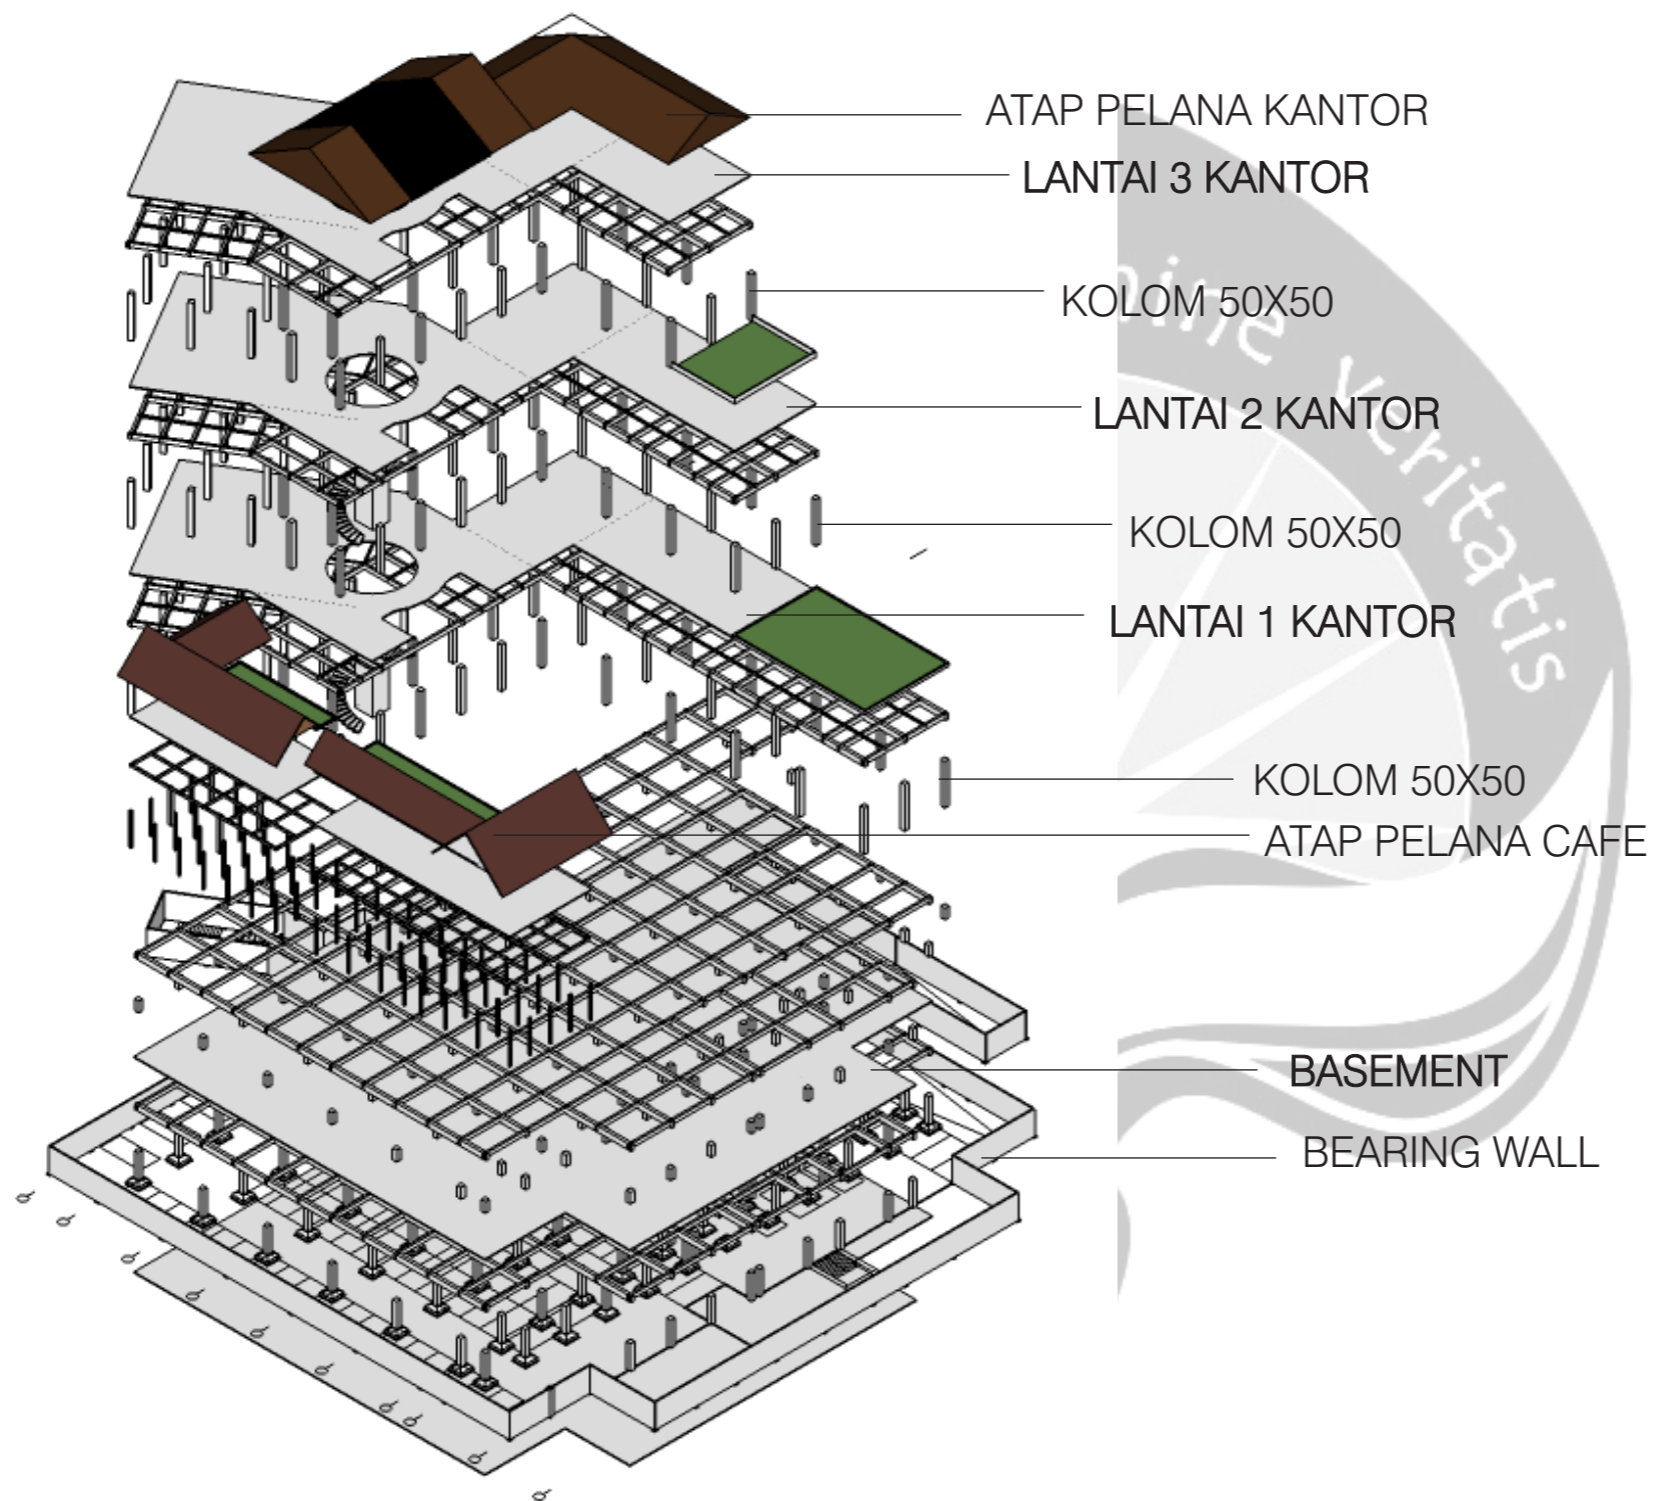 ATAP PELANA KANTOR
LANTAI 3 KANTOR
KOLOM 50X50
LANTAI 2 KANTOR
KOLOM 50X50
LANTAI 1 KANTOR
KOLOM 50X50
ATAP PELANA CAFE
BASEMENT
BEARING WALL
veritatis